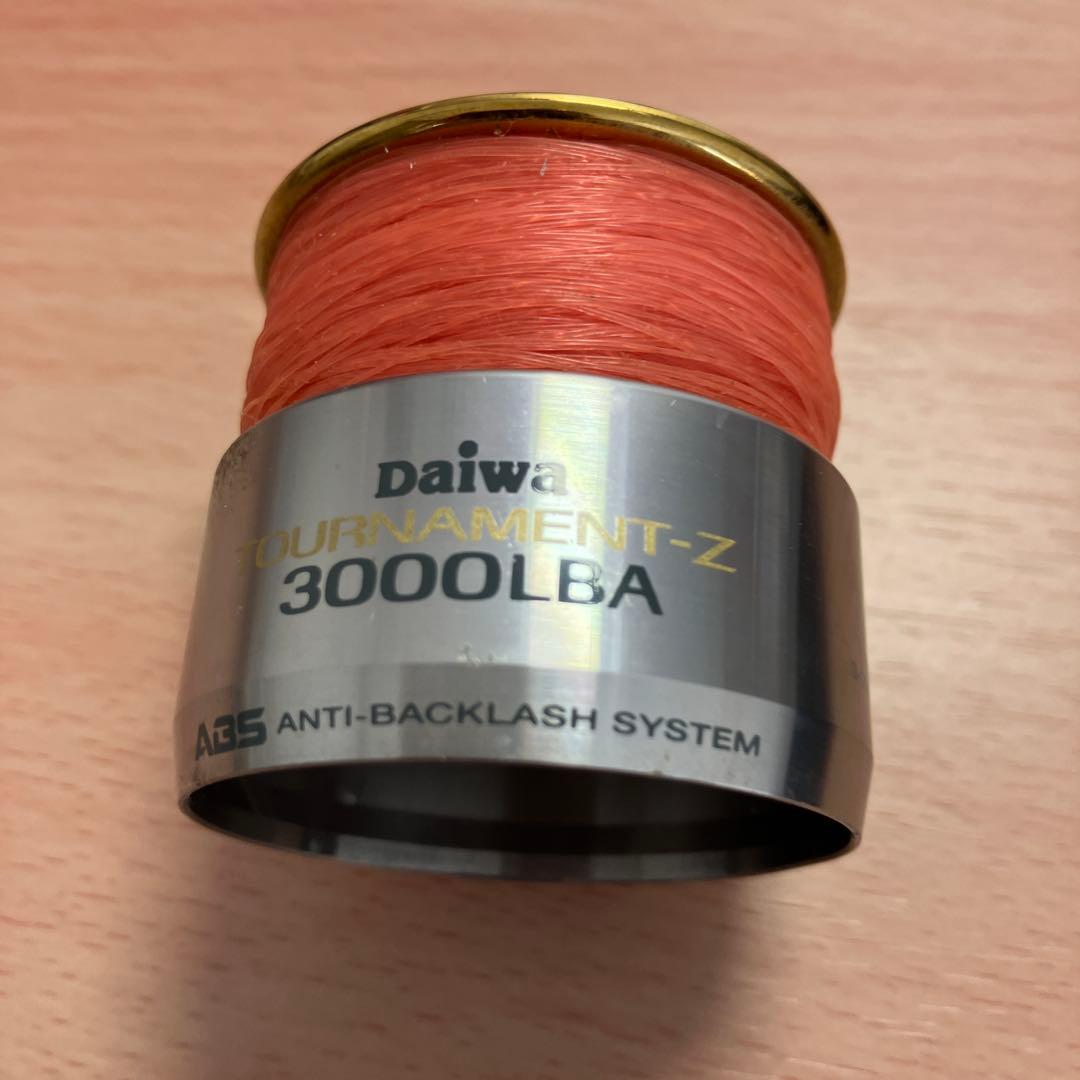 Daiwa
TOURNAMENT-Z
3000LBA
ABS ANTI-BACKLASH SYSTEM